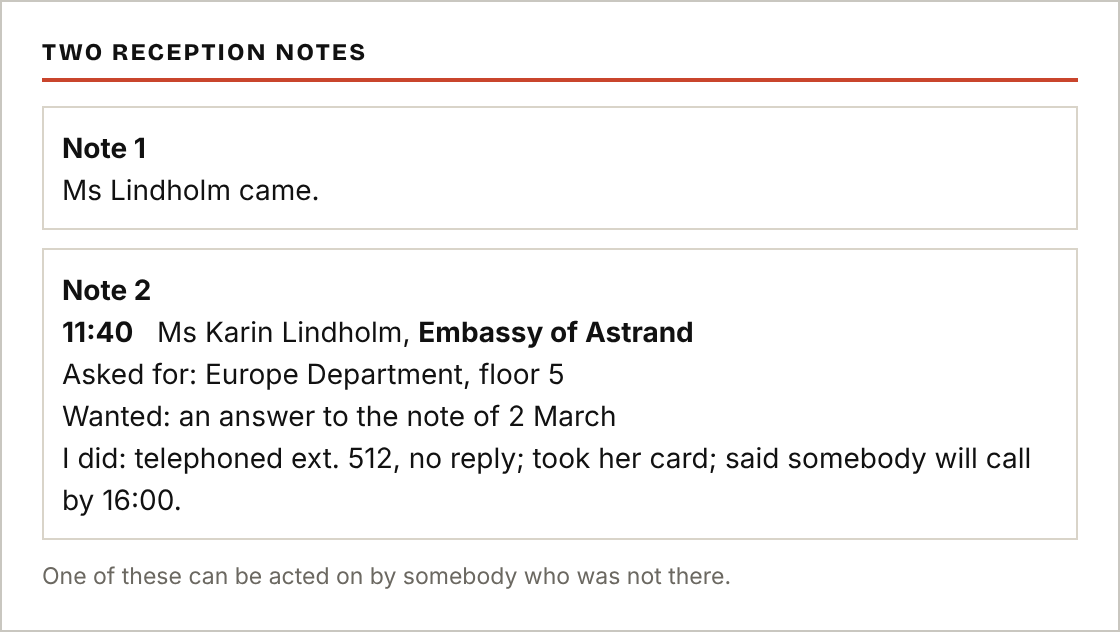 TWO RECEPTION NOTES
Note 1
Ms Lindholm came.
Note 2
11:40 Ms Karin Lindholm, Embassy of Astrand
Asked for: Europe Department, floor 5
Wanted: an answer to the note of 2 March
I did: telephoned ext. 512, no reply; took her card; said somebody will call
by 16:00.
One of these can be acted on by somebody who was not there.